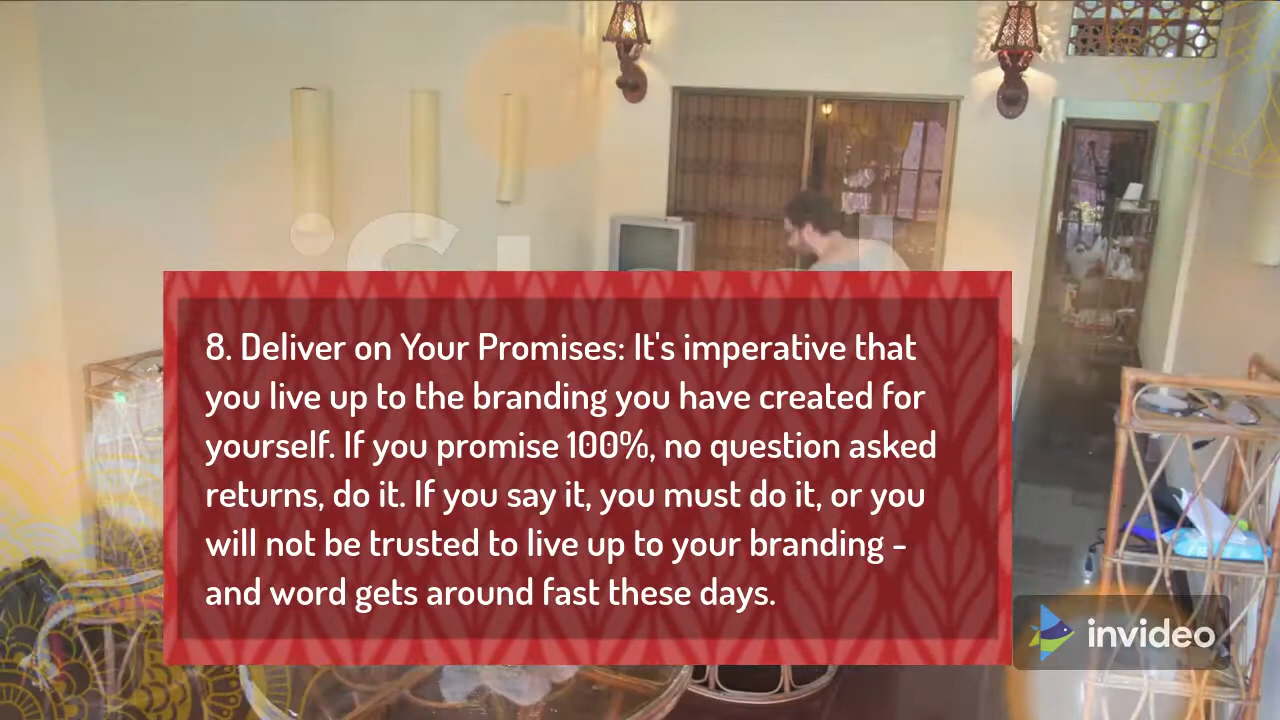 8. Deliver on Your Promises: It's imperative that
you live up to the branding you have created for
yourself. If you promise 100%, no question asked
returns, do it. If you say it, you must do it, or you
will not be trusted to live up to your branding -
and word gets around fast these days.
invideo